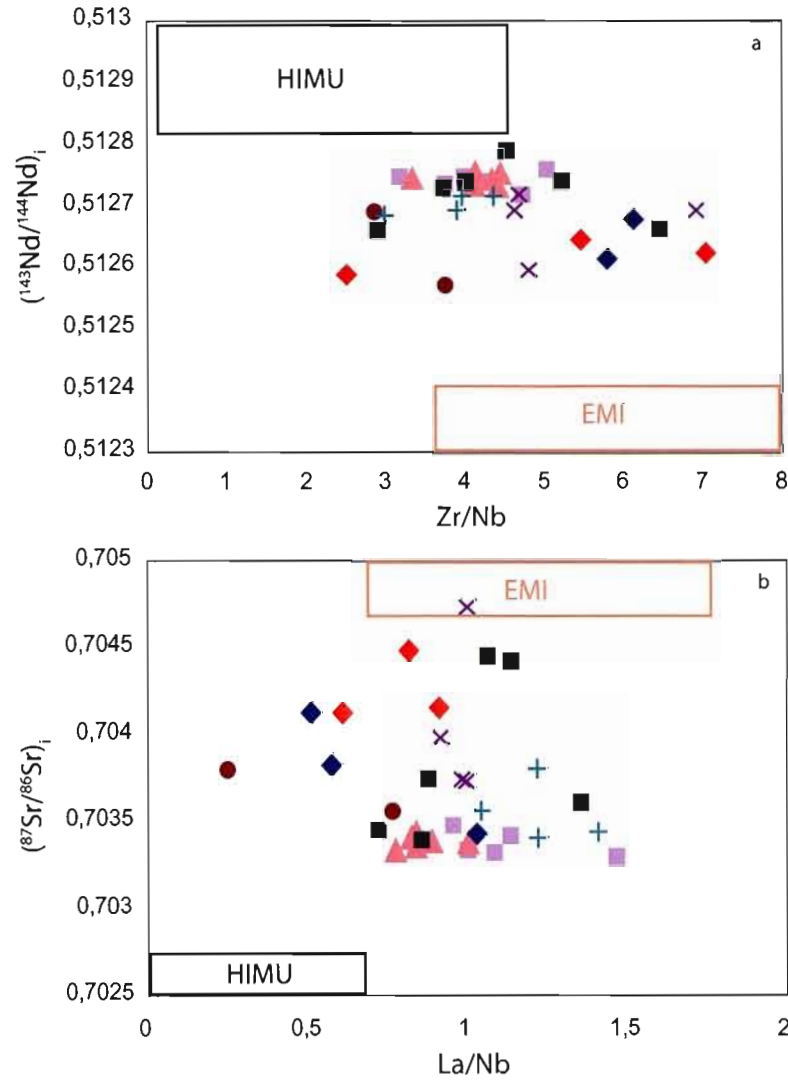 0,513
a
HIMU
0,5129
0,5128
0,5127
0,5126
0,5125
0,5124
EMI
0,5123
(¹⁴³Nd/¹⁴⁴Nd)ᵢ
0 1 2 3 4 5 6 7 8
Zr/Nb
0,705
b
EMI
0,7045
0,704
0,7035
0,703
HIMU
0,7025
(⁸⁷Sr/⁸⁶Sr)ᵢ
0 0,5 1 1,5 2
La/Nb